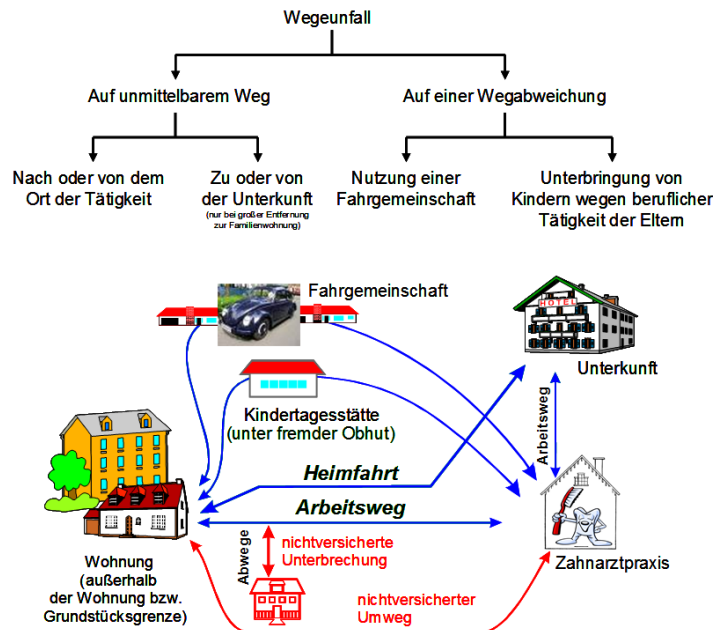 Wegeunfall
Auf unmittelbarem Weg
Auf einer Wegabweichung
Nach oder von dem
Ort der Tätigkeit
Zu oder von
der Unterkunft
(nur bei großer Entfernung
zur Familienwohnung)
Nutzung einer
Fahrgemeinschaft
Unterbringung von
Kindern wegen beruflicher
Tätigkeit der Eltern
Fahrgemeinschaft
HOTEL
Unterkunft
Kindertagesstätte
(unter fremder Obhut)
Arbeitsweg
Heimfahrt
Arbeitsweg
Abwege
nichtversicherte
Unterbrechung
Wohnung
(außerhalb
der Wohnung bzw.
Grundstücksgrenze)
Zahnarztpraxis
nichtversicherter
Umweg